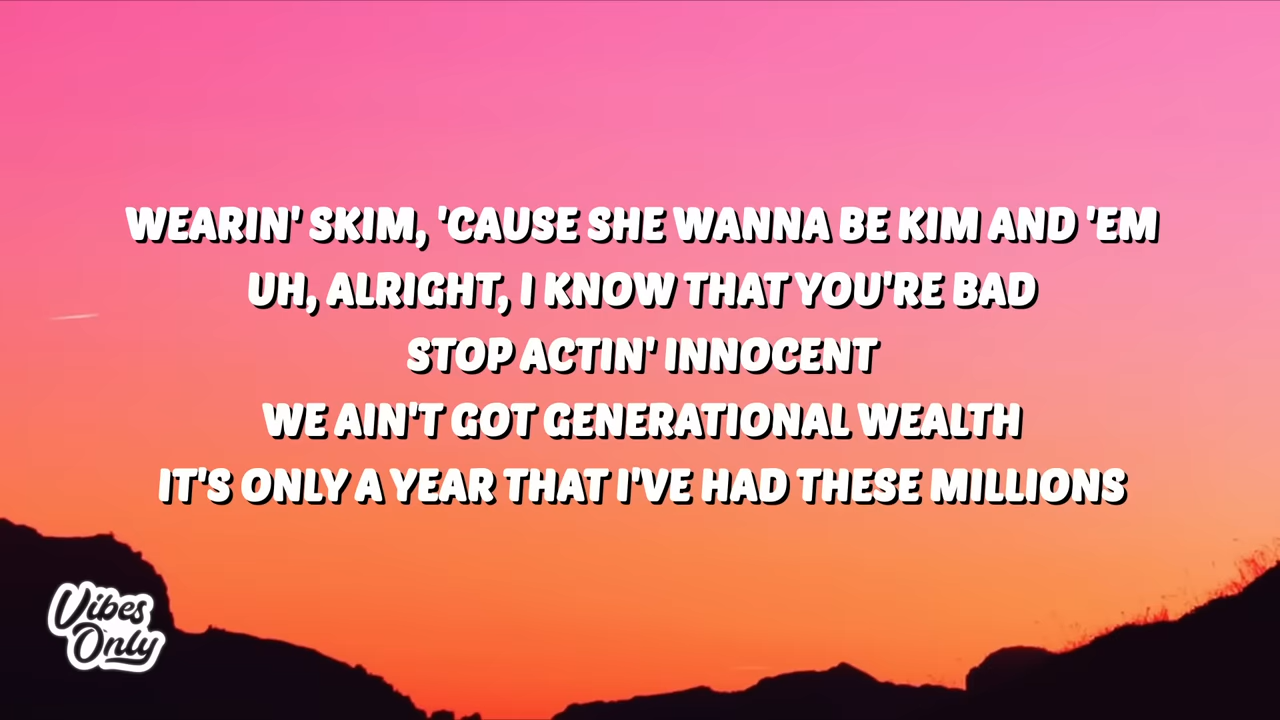 WEARIN' SKIM, 'CAUSE SHE WANNA BE KIM AND 'EM
UH, ALRIGHT, I KNOW THAT YOU'RE BAD
STOP ACTIN' INNOCENT
WE AIN'T GOT GENERATIONAL WEALTH
IT'S ONLY A YEAR THAT I'VE HAD THESE MILLIONS
Vibes
Only